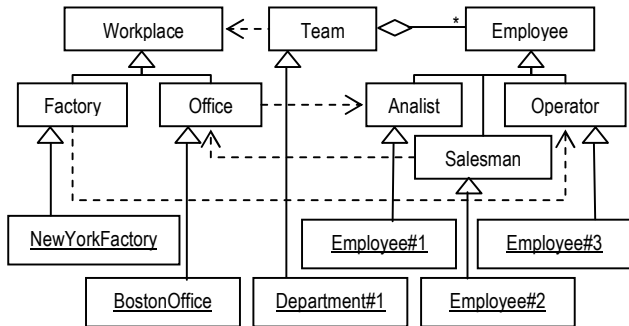 Workplace
Team
*
Employee
Factory
Office
Analist
Operator
Salesman
NewYorkFactory
Employee#1
Employee#3
BostonOffice
Department#1
Employee#2